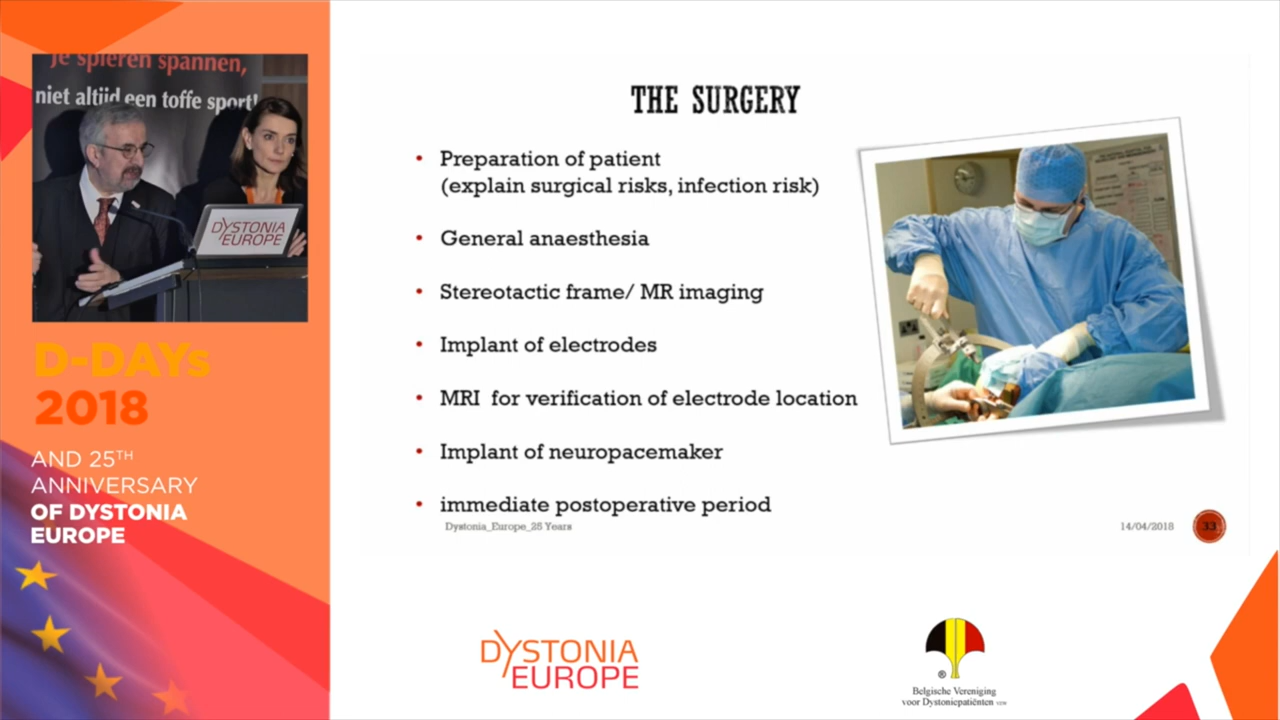 je spieren spannen,
niet altijd een toffe sport!
DYSTONIA
EUROPE
D-DAYs
2018
AND 25TH
ANNIVERSARY
OF DYSTONIA
EUROPE
THE SURGERY
• Preparation of patient
(explain surgical risks, infection risk)
• General anaesthesia
• Stereotactic frame/ MR imaging
• Implant of electrodes
• MRI for verification of electrode location
• Implant of neuropacemaker
• immediate postoperative period
Dystonia_Europe_25 Years
14/04/2018
33
DYSTONIA
EUROPE
®
Belgische Vereniging
voor Dystoniepatiënten vzw